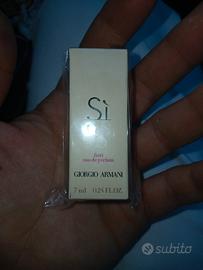 Sì
fiori
eau de parfum
GIORGIO ARMANI
7 ml 0.24 FL.OZ.
subito